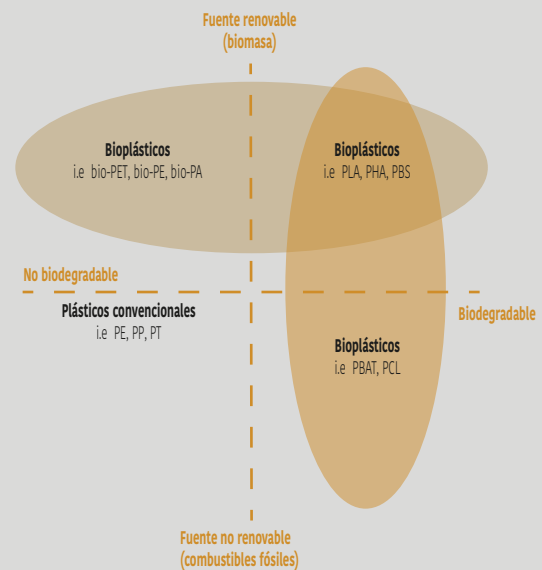 Fuente renovable
(biomasa)
Bioplásticos
i.e bio-PET, bio-PE, bio-PA
Bioplásticos
i.e PLA, PHA, PBS
No biodegradable
Biodegradable
Plásticos convencionales
i.e PE, PP, PT
Bioplásticos
i.e PBAT, PCL
Fuente no renovable
(combustibles fósiles)